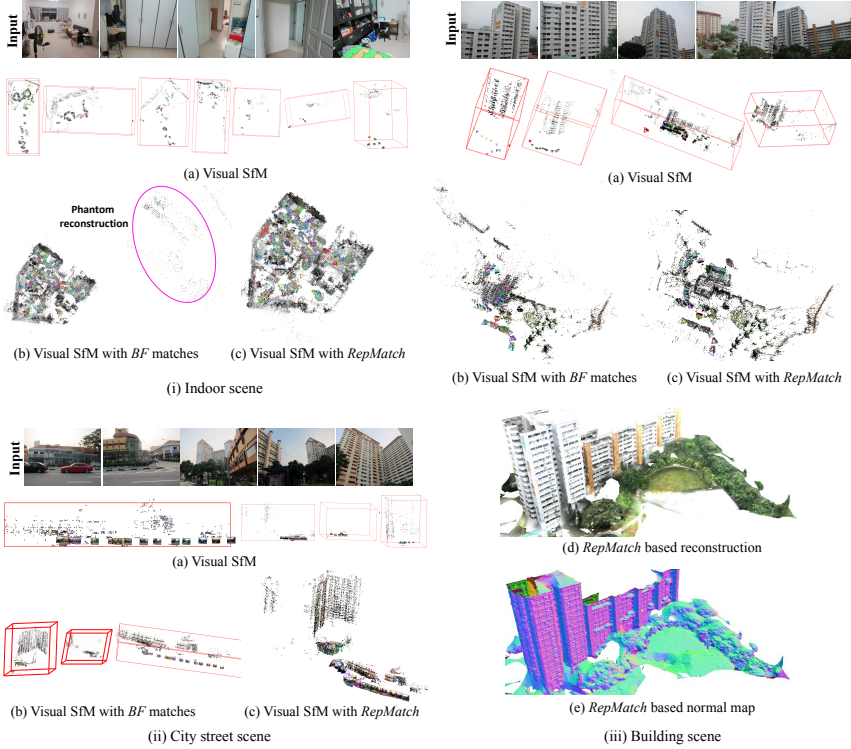 Input
(a) Visual SfM
Phantom
reconstruction
(b) Visual SfM with BF matches
(c) Visual SfM with RepMatch
(i) Indoor scene
Input
(a) Visual SfM
(b) Visual SfM with BF matches
(c) Visual SfM with RepMatch
(ii) City street scene
Input
(a) Visual SfM
(b) Visual SfM with BF matches
(c) Visual SfM with RepMatch
(d) RepMatch based reconstruction
(e) RepMatch based normal map
(iii) Building scene